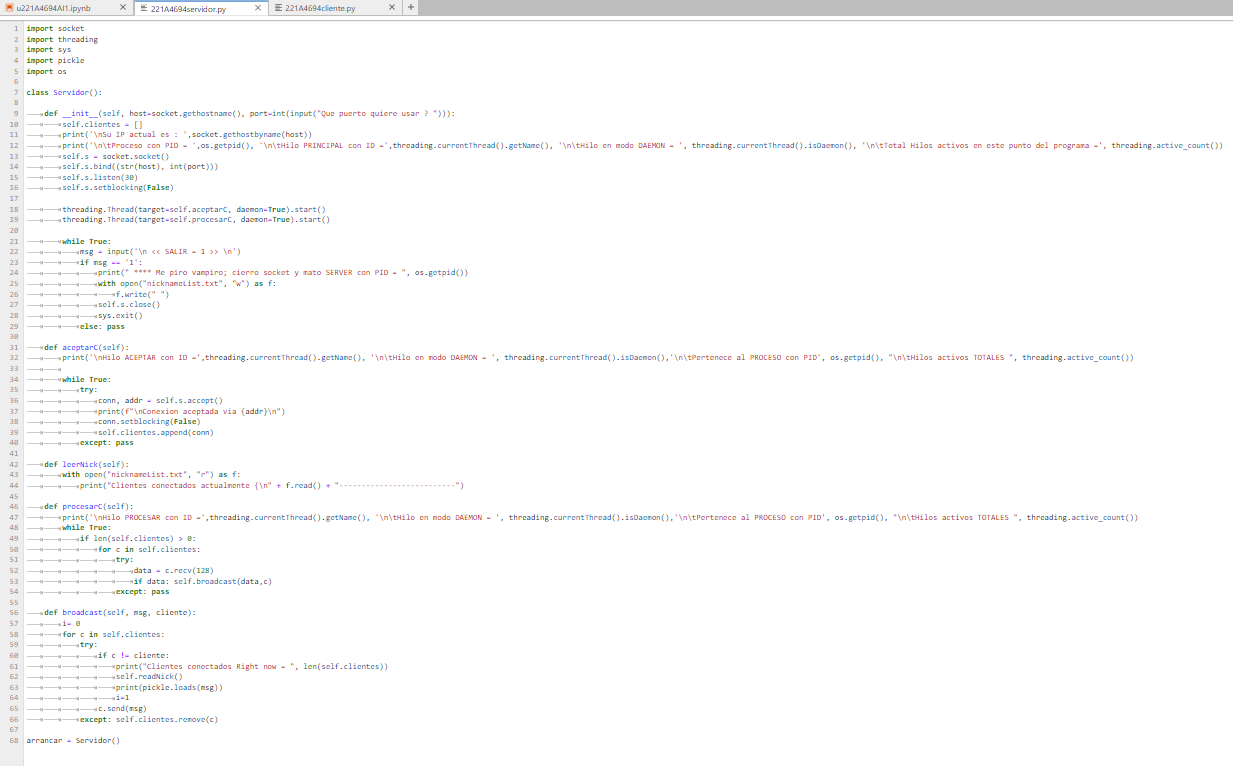 u221A4694AI1.ipynb
221A4694servidor.py
221A4694cliente.py
1 import socket
2 import threading
3 import sys
4 import pickle
5 import os
6
7 class Servidor():
8
9 def __init__(self, host=socket.gethostname(), port=int(input("Que puerto quiere usar ? "))):
10 self.clientes = []
11 print('\nSu IP actual es : ',socket.gethostbyname(host))
12 print('\n\tProceso con PID = ',os.getpid(), '\n\tHilo PRINCIPAL con ID =',threading.currentThread().getName(), '\n\tHilo en modo DAEMON = ', threading.currentThread().isDaemon(), '\n\tTotal Hilos activos en este punto del programa =', threading.active_count())
13 self.s = socket.socket()
14 self.s.bind((str(host), int(port)))
15 self.s.listen(30)
16 self.s.setblocking(False)
17
18 threading.Thread(target=self.aceptarC, daemon=True).start()
19 threading.Thread(target=self.procesarC, daemon=True).start()
20
21 while True:
22 msg = input('\n << SALIR = 1 >> \n')
23 if msg == '1':
24 print(" **** Me piro vampiro; cierro socket y mato SERVER con PID = ", os.getpid())
25 with open("nicknameList.txt", "w") as f:
26 f.write(" ")
27 self.s.close()
28 sys.exit()
29 else: pass
30
31 def aceptarC(self):
32 print('\nHilo ACEPTAR con ID =',threading.currentThread().getName(), '\n\tHilo en modo DAEMON = ', threading.currentThread().isDaemon(),'\n\tPertenece al PROCESO con PID', os.getpid(), "\n\tHilos activos TOTALES ", threading.active_count())
33
34 while True:
35 try:
36 conn, addr = self.s.accept()
37 print(f"\nConexion aceptada via {addr}\n")
38 conn.setblocking(False)
39 self.clientes.append(conn)
40 except: pass
41
42 def leerNick(self):
43 with open("nicknameList.txt", "r") as f:
44 print("Clientes conectados actualmente {\n" + f.read() + "--------------------------")
45
46 def procesarC(self):
47 print('\nHilo PROCESAR con ID =',threading.currentThread().getName(), '\n\tHilo en modo DAEMON = ', threading.currentThread().isDaemon(),'\n\tPertenece al PROCESO con PID', os.getpid(), "\n\tHilos activos TOTALES ", threading.active_count())
48 while True:
49 if len(self.clientes) > 0:
50 for c in self.clientes:
51 try:
52 data = c.recv(128)
53 if data: self.broadcast(data,c)
54 except: pass
55
56 def broadcast(self, msg, cliente):
57 i= 0
58 for c in self.clientes:
59 try:
60 if c != cliente:
61 print("Clientes conectados Right now = ", len(self.clientes))
62 self.readNick()
63 print(pickle.loads(msg))
64 i=1
65 c.send(msg)
66 except: self.clientes.remove(c)
67
68 arrancar = Servidor()